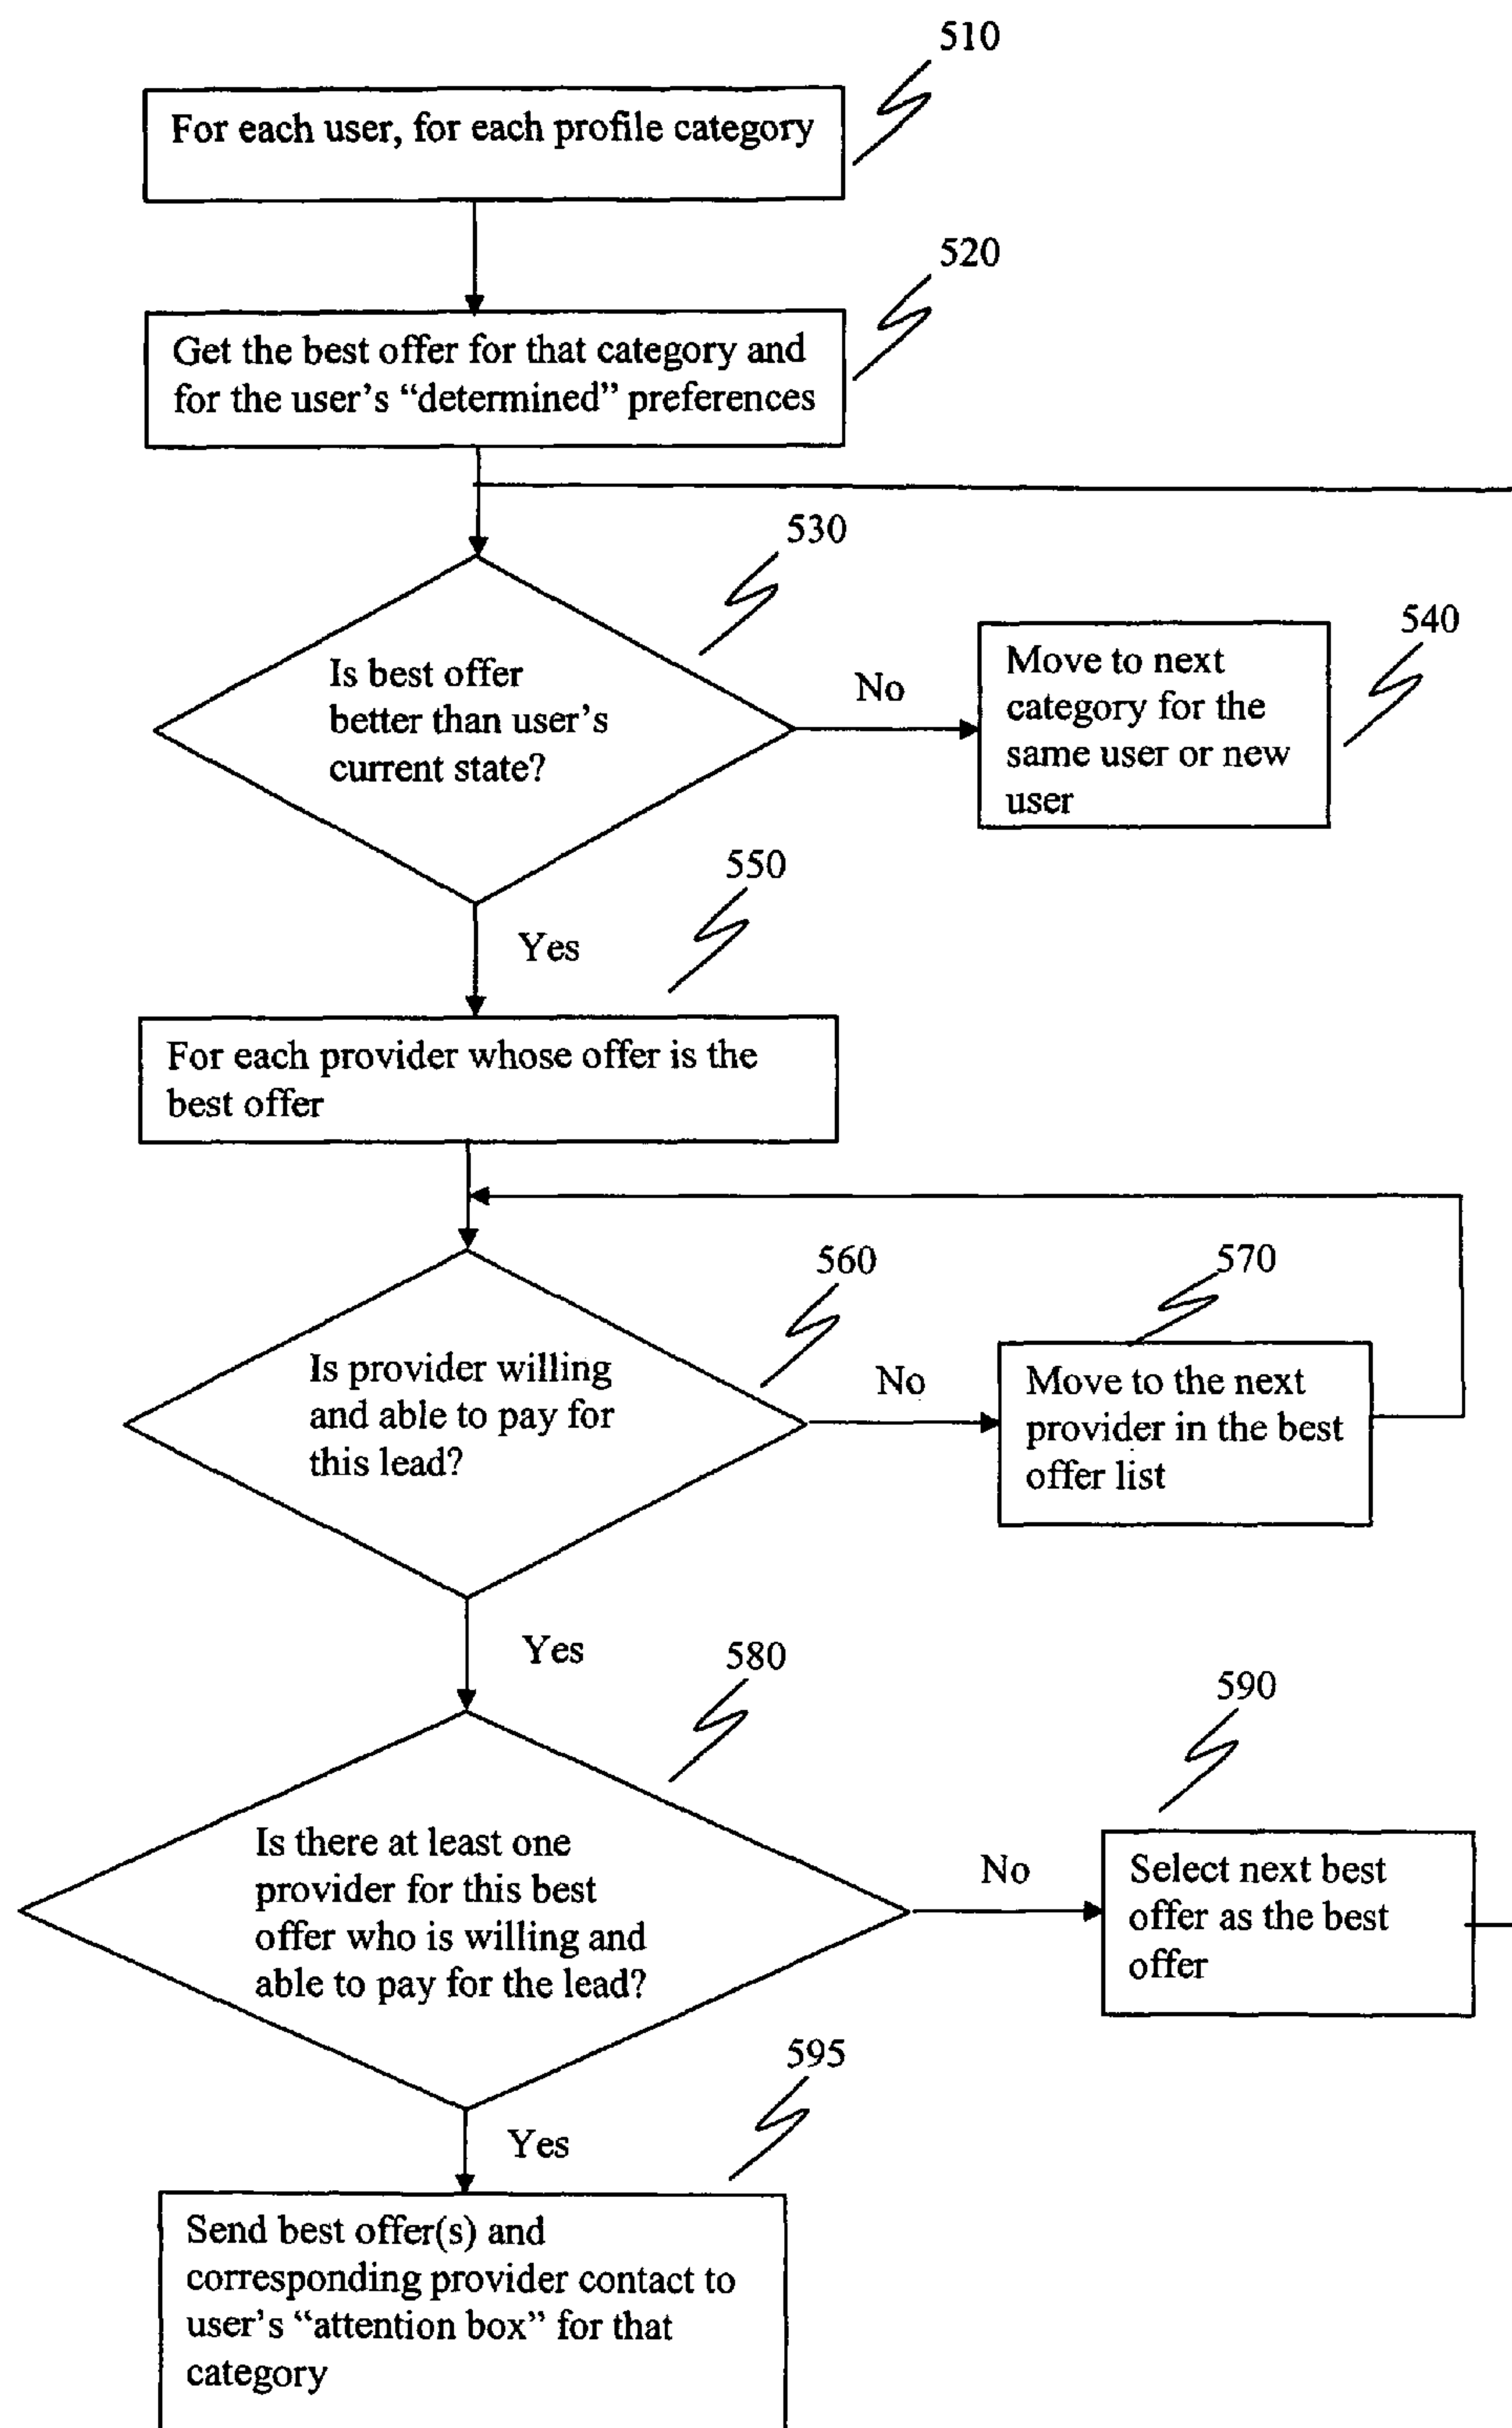 510
For each user, for each profile category
520
Get the best offer for that category and
for the user's “determined” preferences
530
Is best offer
better than user's
current state?
No
540
Move to next
category for the
same user or new
user
550
Yes
For each provider whose offer is the
best offer
560
570
Is provider willing
and able to pay for
this lead?
No
Move to the next
provider in the best
offer list
Yes
580
590
Is there at least one
provider for this best
offer who is willing and
able to pay for the lead?
No
Select next best
offer as the best
offer
595
Yes
Send best offer(s) and
corresponding provider contact to
user's “attention box” for that
category